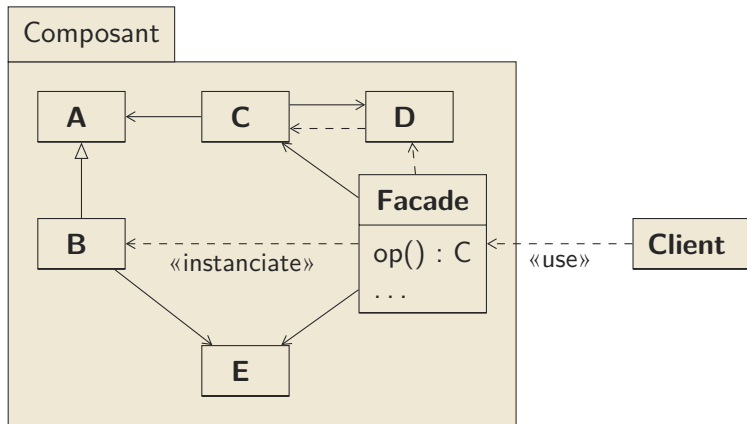 Composant
A
C
D
Facade
B
«instanciate»
op() : C
. . .
«use»
Client
E